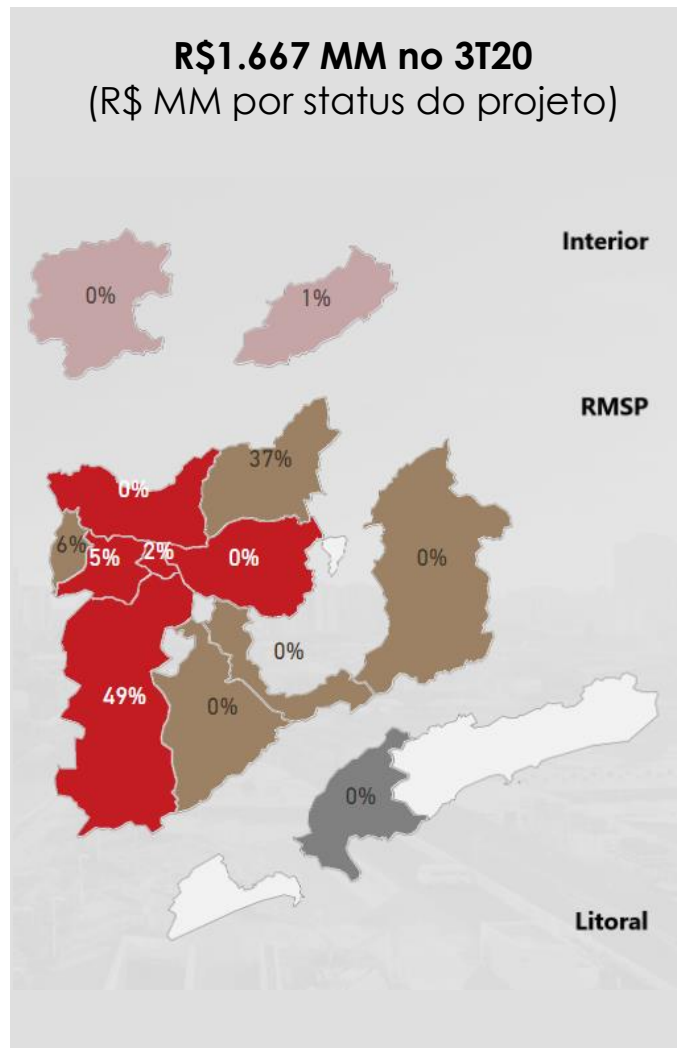 R$1.667 MM no 3T20
(R$ MM por status do projeto)
Interior
0%
1%
RMSP
37%
0%
6%
5%
2%
0%
0%
0%
49%
0%
0%
Litoral